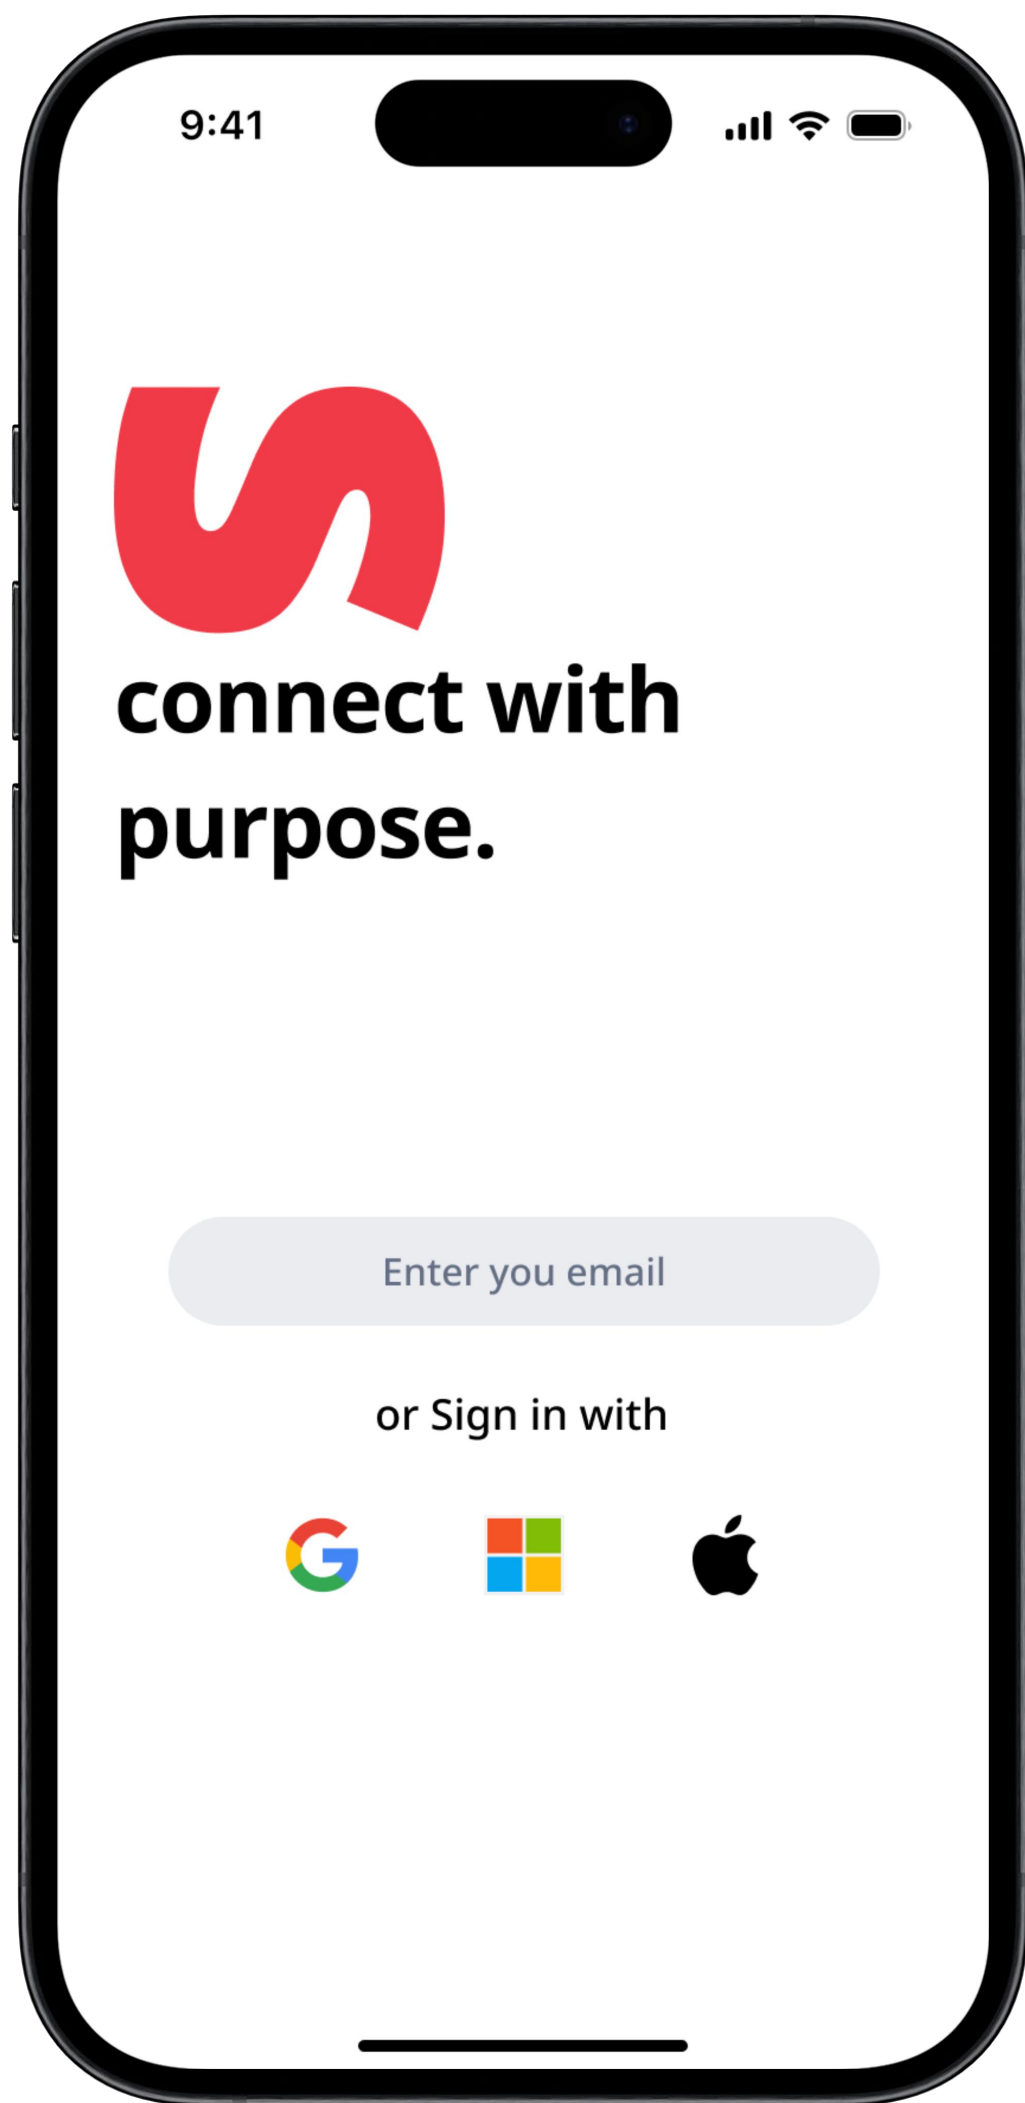 9:41
S
connect with
purpose.
Enter you email
or Sign in with